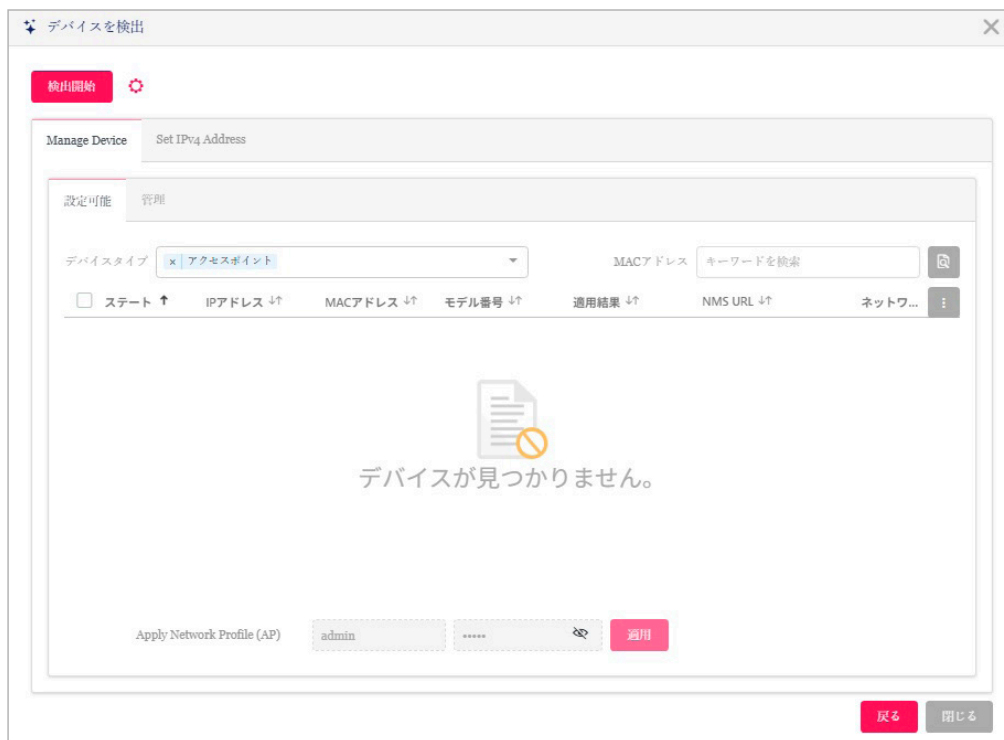 デバイスを検出
検出開始
Manage Device Set IPv4 Address
設定可能 管理
デバイスタイプ × アクセスポイント MACアドレス キーワードを検索
ステート IPアドレス MACアドレス モデル番号 適用結果 NMS URL ネットワ...
デバイスが見つかりません。
Apply Network Profile (AP) admin ••••• 適用
戻る 閉じる